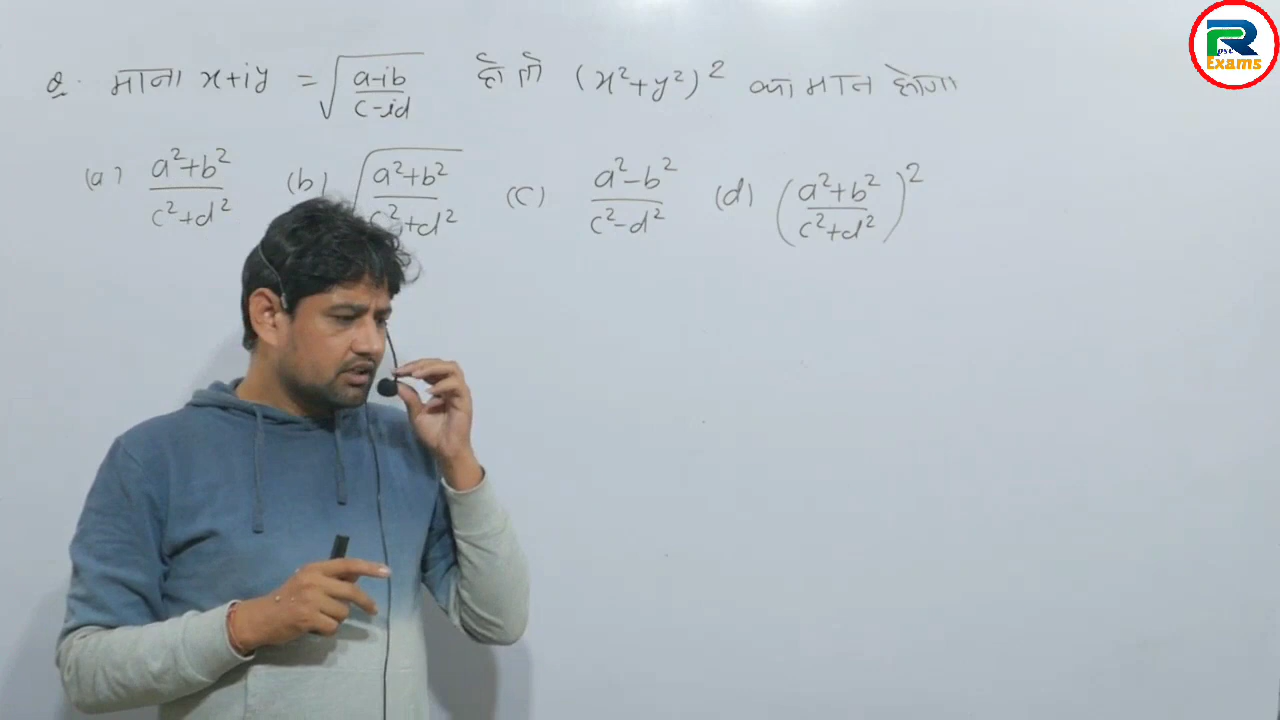 Q. माना x+iy = √((a-ib)/(c-id)) हो तो (x²+y²)² का मान होगा
(a) (a²+b²)/(c²+d²) (b) √((a²+b²)/(c²+d²)) (c) (a²-b²)/(c²-d²) (d) ((a²+b²)/(c²+d²))²
R
PSC
Exams